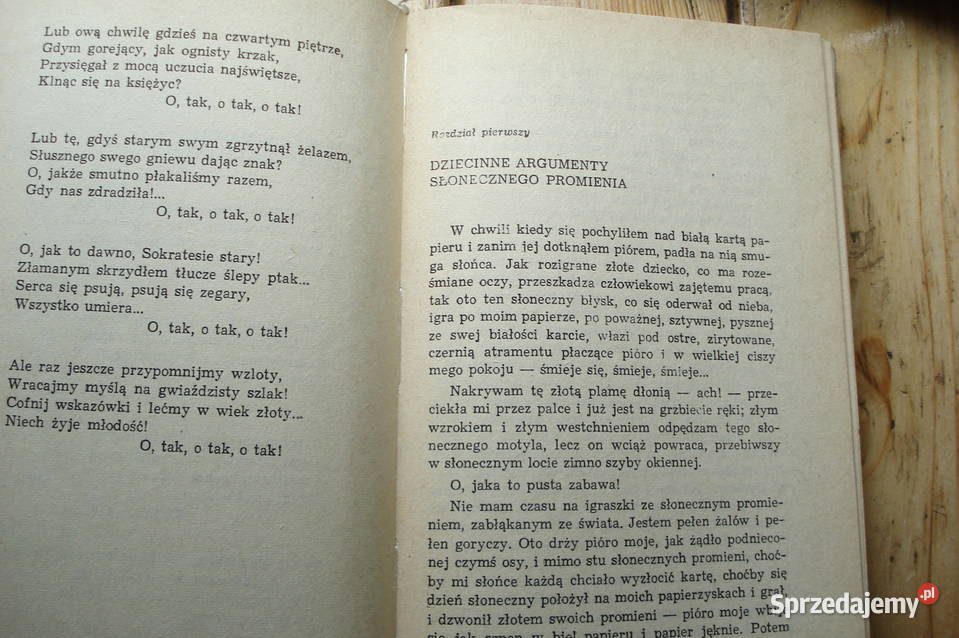 Lub ową chwilę gdzieś na czwartym piętrze,
Gdym gorejący, jak ognisty krzak,
Przysięgał z mocą uczucia najświętsze,
Klnąc się na księżyc?
O, tak, o tak, o tak!
Lub tę, gdyś starym swym zgrzytnął żelazem,
Słusznego swego gniewu dając znak?
O, jakże smutno płakaliśmy razem,
Gdy nas zdradziła!...
O, tak, o tak, o tak!
O, jak to dawno, Sokratesie stary!
Złamanym skrzydłem tłucze ślepy ptak...
Serca się psują, psują się zegary,
Wszystko umiera...
O, tak, o tak, o tak!
Ale raz jeszcze przypomnijmy wzloty,
Wracajmy myślą na gwiaździsty szlak!
Cofnij wskazówki i lećmy w wiek złoty...
Niech żyje młodość!
O, tak, o tak, o tak!
Rozdział pierwszy
DZIECINNE ARGUMENTY
SŁONECZNEGO PROMIENIA
W chwili kiedy się pochyliłem nad białą kartą pa-
pieru i zanim jej dotknąłem piórem, padła na nią smu-
ga słońca. Jak rozigrane złote dziecko, co ma roze-
śmiane oczy, przeszkadza człowiekowi zajętemu pracą,
tak oto ten słoneczny błysk, co się oderwał od nieba,
igra po moim papierze, po poważnej, sztywnej, pysznej
ze swej białości karcie, włazi pod ostre, zirytowane,
czernią atramentu płaczące pióro i w wielkiej ciszy
mego pokoju — śmieje się, śmieje, śmieje...
Nakrywam tę złotą plamę dłonią — ach! — prze-
ciekła mi przez palce i już jest na grzbiecie ręki; złym
wzrokiem i złym westchnieniem odpędzam tego sło-
necznego motyla, lecz on wciąż powraca, przebiwszy
w słonecznym locie zimno szyby okiennej.
O, jaka to pusta zabawa!
Nie mam czasu na igraszki ze słonecznym promie-
niem, zabłąkanym ze świata. Jestem pełen żalów i pe-
łen goryczy. Oto drży pióro moje, jak żądło podnieco-
nej czymś osy, i mimo stu słonecznych promieni, choć-
by mi słońce każdą chciało wyzłocić kartę, choćby się
dzień słoneczny położył na moich papierzyskach i grał,
i dzwonił złotem swoich promieni — pióro moje
się jak w biel papieru i papier jęknie. Potem
Sprzedajemy.pl